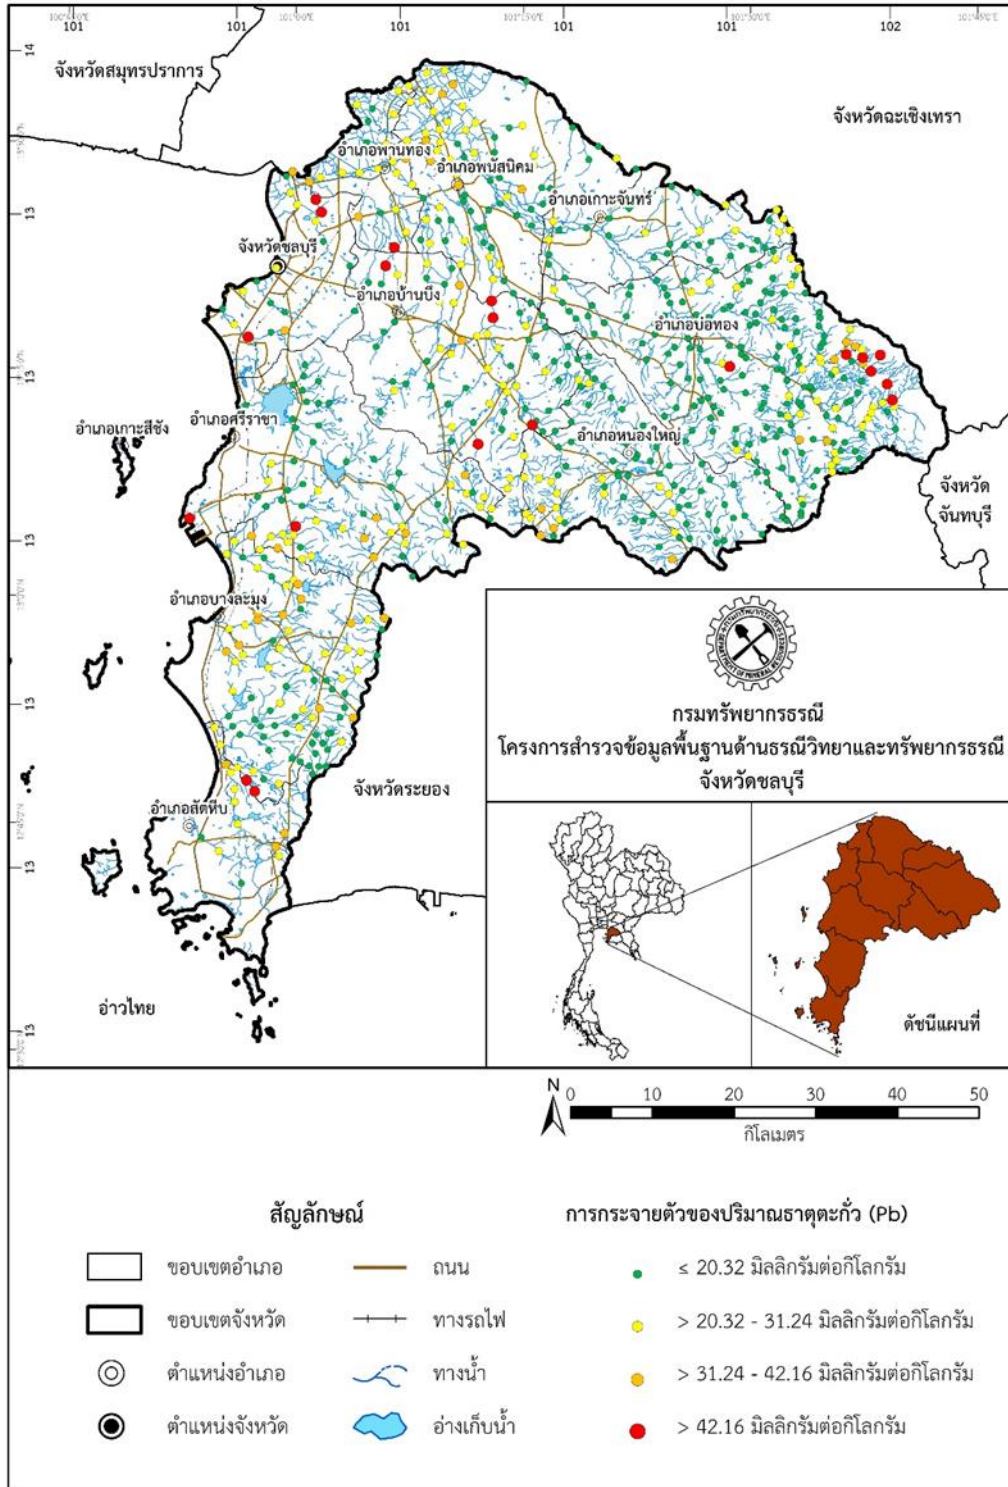 101 101 101 101 101 102 101
14
จังหวัดสมุทรปราการ
จังหวัดฉะเชิงเทรา
อำเภอพานทอง
อำเภอพนัสนิคม
อำเภอเกาะจันทร์
13
จังหวัดชลบุรี
อำเภอบ้านบึง
อำเภอบ่อทอง
13
อำเภอเกาะสีชัง
อำเภอศรีราชา
อำเภอหนองใหญ่
จังหวัด
จันทบุรี
13
อำเภอบางละมุง
13
DEPARTMENT OF MINERAL RESOURCES
กรมทรัพยากรธรณี
โครงการสำรวจข้อมูลพื้นฐานด้านธรณีวิทยาและทรัพยากรธรณี
จังหวัดชลบุรี
จังหวัดระยอง
อำเภอสัตหีบ
13
อ่าวไทย
13
ดัชนีแผนที่
N
0 10 20 30 40 50
กิโลเมตร
สัญลักษณ์
ขอบเขตอำเภอ
ขอบเขตจังหวัด
ตำแหน่งอำเภอ
ตำแหน่งจังหวัด
ถนน
ทางรถไฟ
ทางน้ำ
อ่างเก็บน้ำ
การกระจายตัวของปริมาณธาตุตะกั่ว (Pb)
≤ 20.32 มิลลิกรัมต่อกิโลกรัม
> 20.32 - 31.24 มิลลิกรัมต่อกิโลกรัม
> 31.24 - 42.16 มิลลิกรัมต่อกิโลกรัม
> 42.16 มิลลิกรัมต่อกิโลกรัม